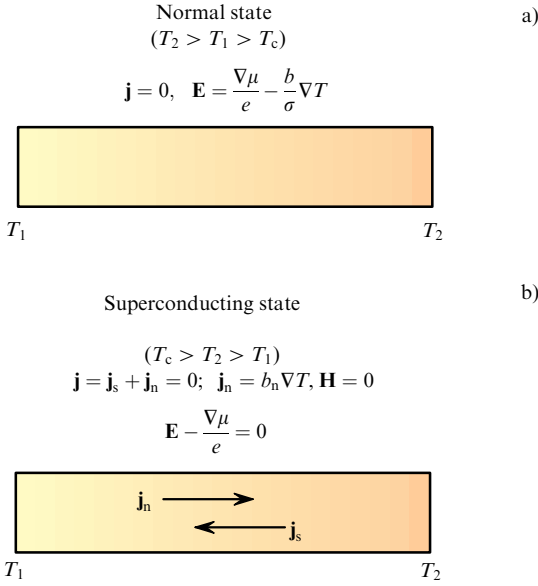 Normal state
a)
(T₂ > T₁ > T_c)
j = 0, E = ∇μ/e − b/σ ∇T
T₁ T₂
Superconducting state
b)
(T_c > T₂ > T₁)
j = j_s + j_n = 0; j_n = b_n∇T, H = 0
E − ∇μ/e = 0
j_n
j_s
T₁ T₂